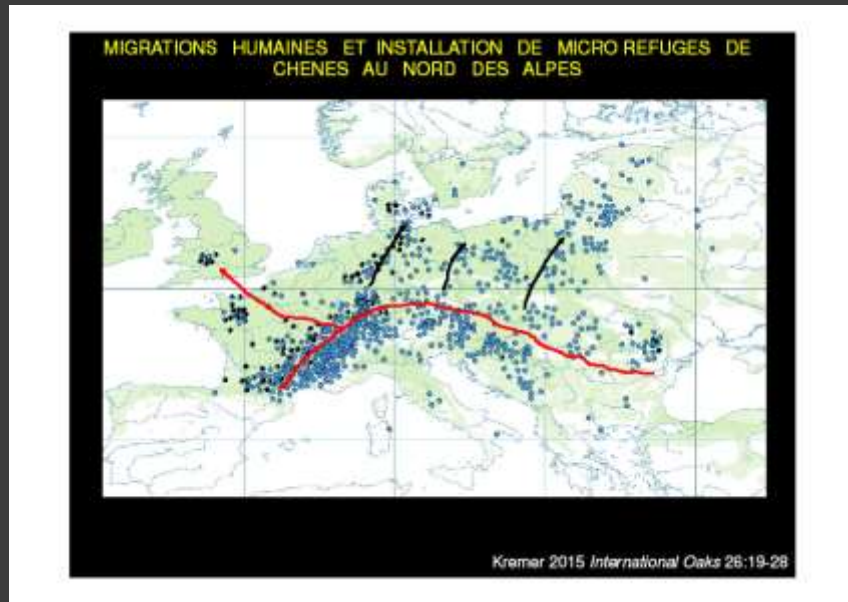 MIGRATIONS HUMAINES ET INSTALLATION DE MICRO REFUGES DE
CHENES AU NORD DES ALPES
Kremer 2015 International Oaks 26:19-28